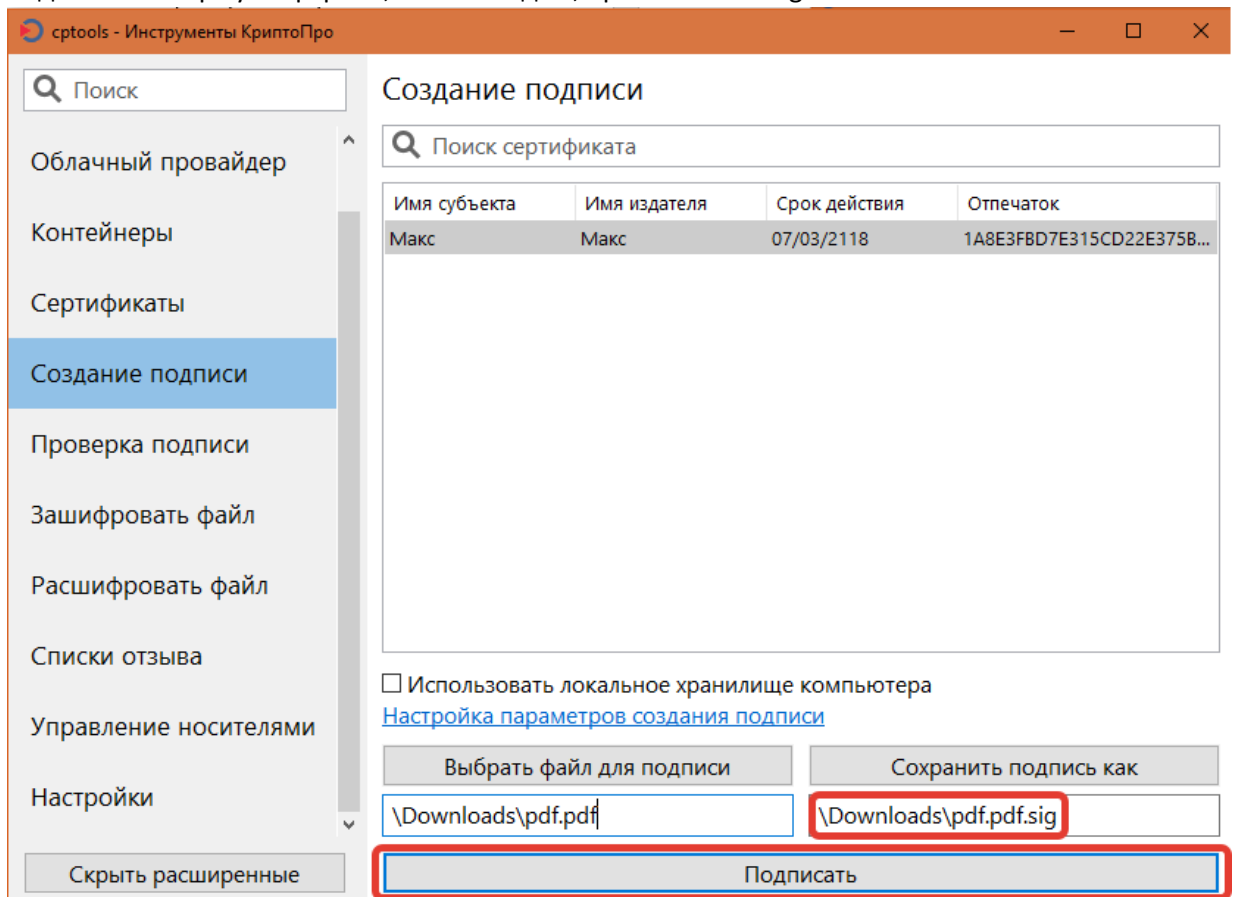 cptools - Инструменты КриптоПро
Поиск
Облачный провайдер
Контейнеры
Сертификаты
Создание подписи
Проверка подписи
Зашифровать файл
Расшифровать файл
Списки отзыва
Управление носителями
Настройки
Скрыть расширенные
Создание подписи
Поиск сертификата
Имя субъекта Имя издателя Срок действия Отпечаток
Макс Макс 07/03/2118 1A8E3FBD7E315CD22E375B...
Использовать локальное хранилище компьютера
Настройка параметров создания подписи
Выбрать файл для подписи Сохранить подпись как
\Downloads\pdf.pdf \Downloads\pdf.pdf.sig
Подписать